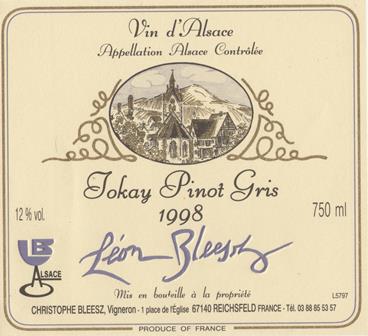 Vin d'Alsace
Appellation Alsace Contrôlée
Tokay Pinot Gris
1998
12 % vol.
750 ml
LB
ALSACE
Léon Bleesz
Mis en bouteille à la propriété
L5797
CHRISTOPHE BLEESZ, Vigneron - 1 place de l'Église 67140 REICHSFELD FRANCE - Tél. 03 88 85 53 57
PRODUCE OF FRANCE